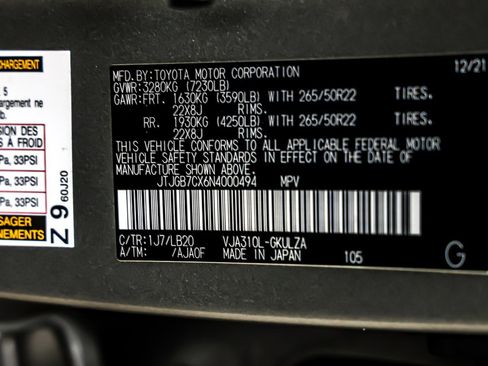 CHARGEMENT
5
argement ne
bs.
SION DES
S À FROID
Pa, 33PSI
Pa, 33PSI
Pa, 33PSI
SAGER
NEMENTS
Z 9 60J20
MFD.BY:TOYOTA MOTOR CORPORATION 12/21
GVWR:3280KG (7230LB)
GAWR:FRT. 1630KG (3590LB) WITH 265/50R22 TIRES.
22X8J RIMS.
RR. 1930KG (4250LB) WITH 265/50R22 TIRES.
22X8J RIMS.
THIS VEHICLE CONFORMS TO ALL APPLICABLE FEDERAL MOTOR
VEHICLE SAFETY STANDARDS IN EFFECT ON THE DATE OF
MANUFACTURE SHOWN ABOVE.
JTJGB7CX6N4000494 MPV
C/TR:1J7/LB20 VJA310L-GKULZA
A/TM: /AJA0F MADE IN JAPAN 105 G